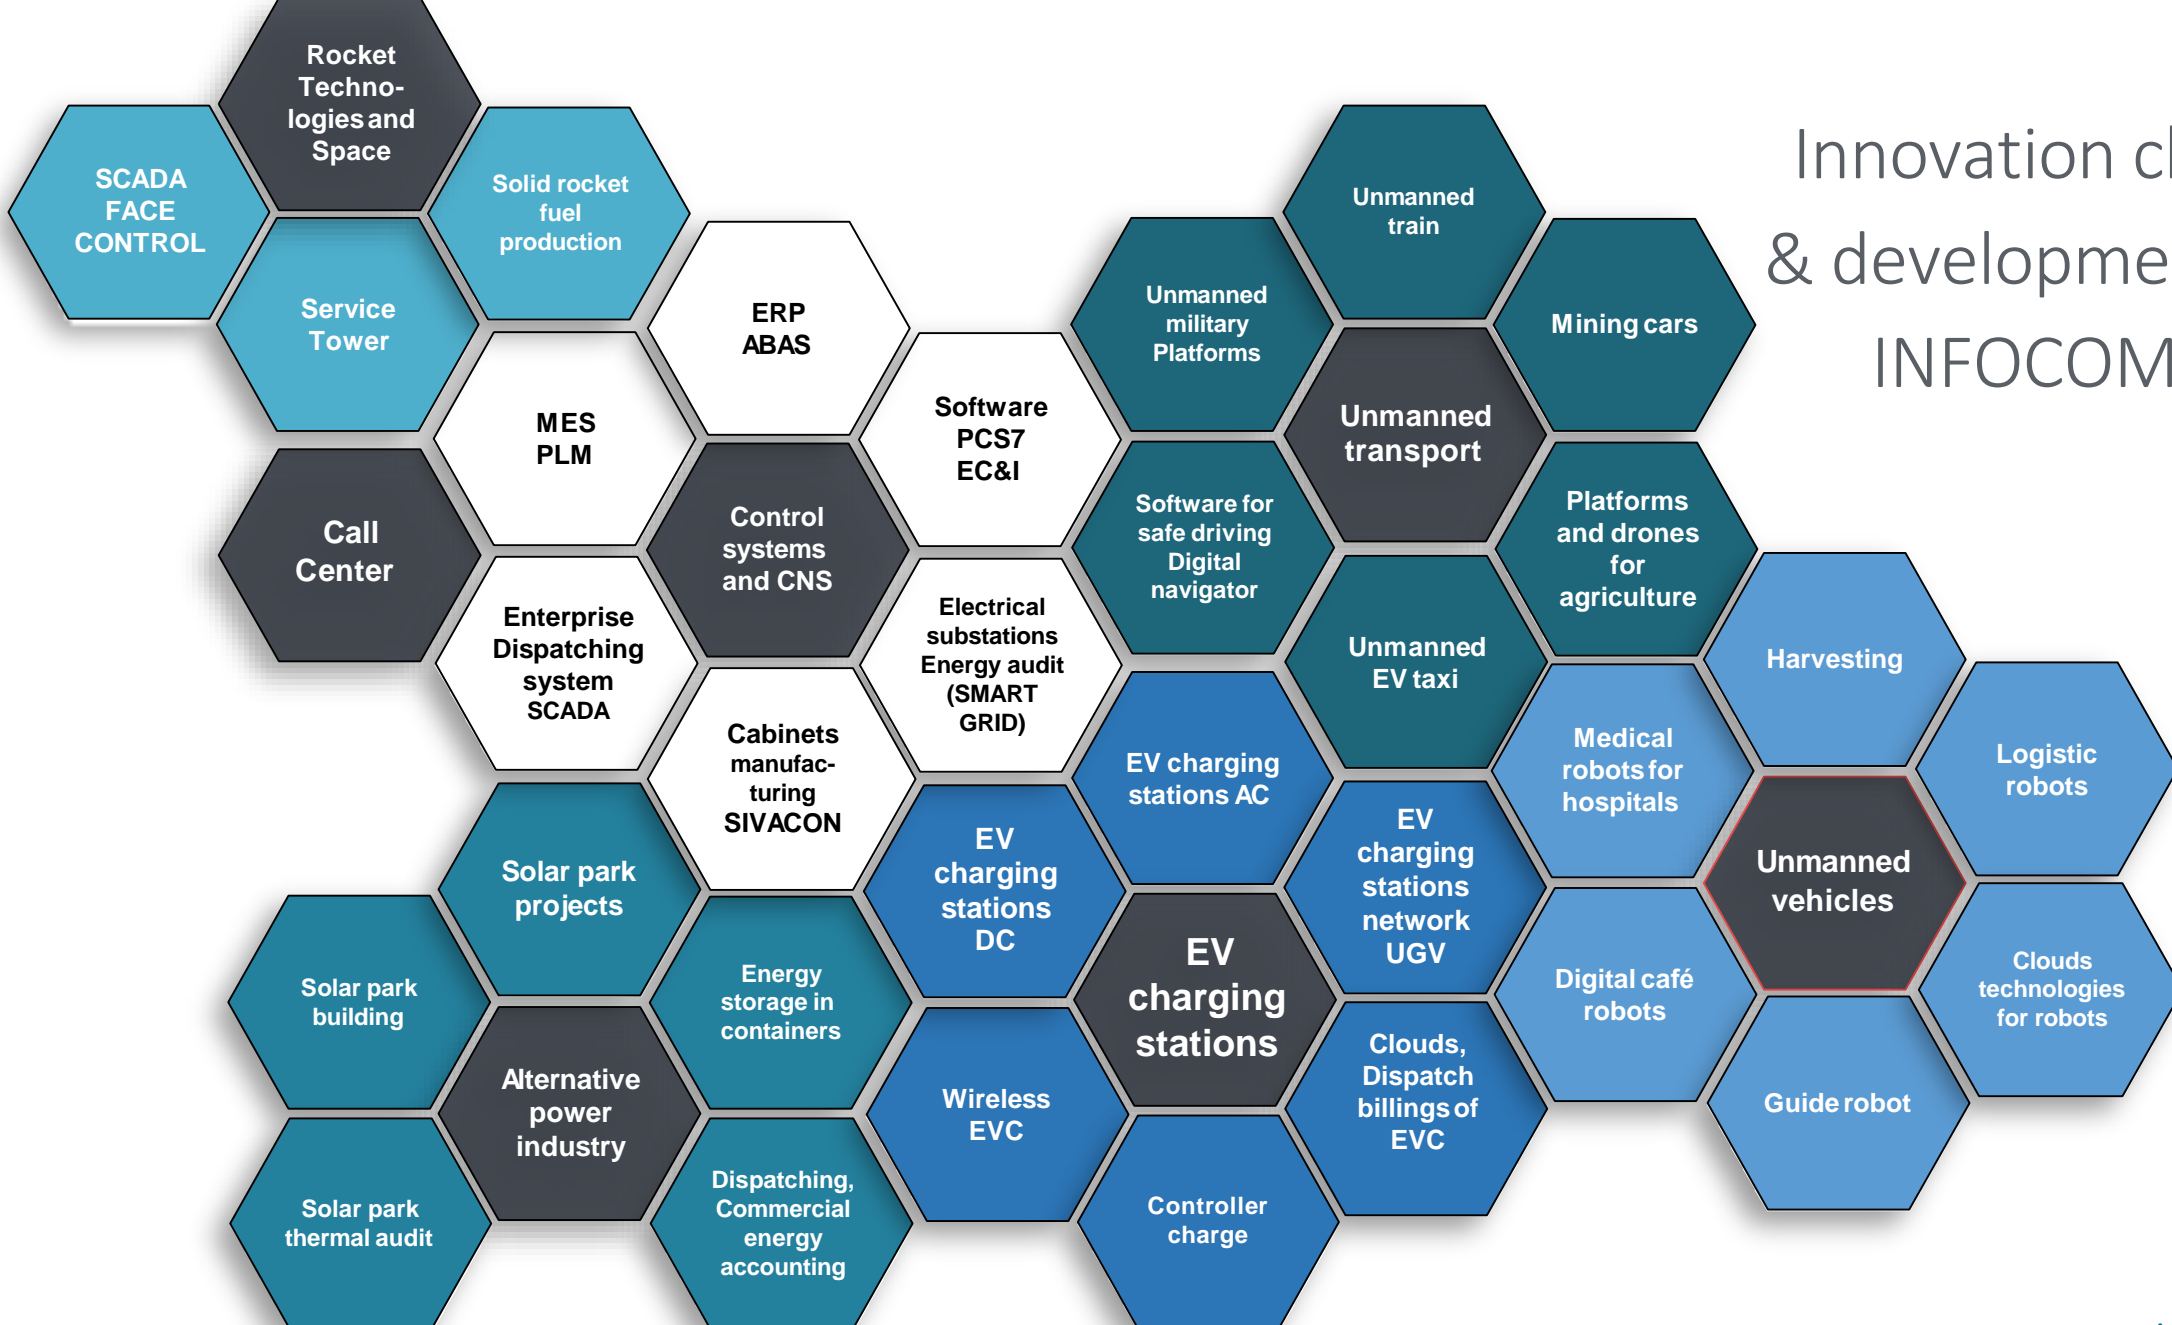 Rocket
Techno-
logies and
Space
SCADA
FACE
CONTROL
Solid rocket
fuel
production
Service
Tower
ERP
ABAS
MES
PLM
Software
PCS7
EC&I
Call
Center
Control
systems
and CNS
Enterprise
Dispatching
system
SCADA
Electrical
substations
Energy audit
(SMART
GRID)
Cabinets
manufac-
turing
SIVACON
Innovation
& developme
INFOCOM
Unmanned
train
Unmanned
military
Platforms
Mining cars
Unmanned
transport
Software for
safe driving
Digital
navigator
Platforms
and drones
for
agriculture
Unmanned
EV taxi
Harvesting
Medical
robots for
hospitals
Logistic
robots
Unmanned
vehicles
Digital café
robots
Clouds
technologies
for robots
Guide robot
EV charging
stations AC
EV
charging
stations
DC
EV
charging
stations
network
UGV
EV
charging
stations
Wireless
EVC
Clouds,
Dispatch
billings of
EVC
Controller
charge
Solar park
projects
Solar park
building
Energy
storage in
containers
Alternative
power
industry
Solar park
thermal audit
Dispatching,
Commercial
energy
accounting